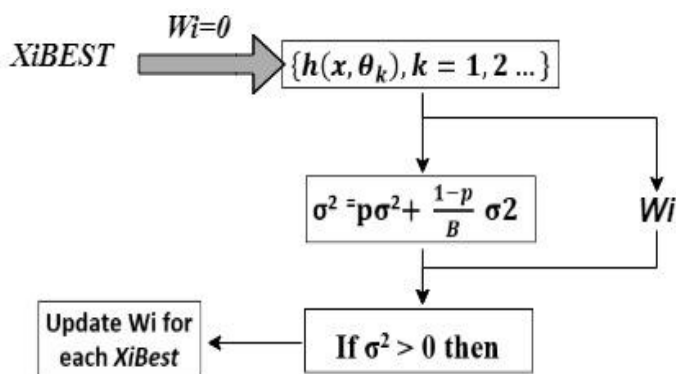 Wi=0
XiBEST
{h(x, θk), k = 1, 2 ...}
σ² =pσ²+ 1−p/B σ2
Wi
Update Wi for
each XiBest
If σ² > 0 then